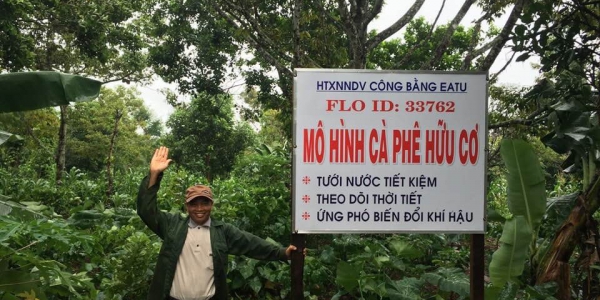 HTXNNDV CÔNG BẰNG EATU
FLO ID: 33762
MÔ HÌNH CÀ PHÊ HỮU CƠ
TƯỚI NƯỚC TIẾT KIỆM
THEO DÕI THỜI TIẾT
ỨNG PHÓ BIẾN ĐỔI KHÍ HẬU